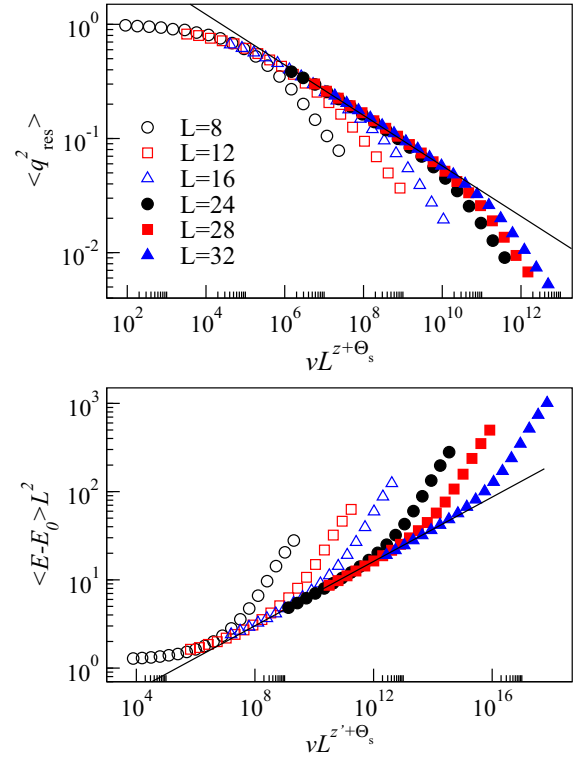 10^0
10^-1
10^-2
<q^2_res>
L=8
L=12
L=16
L=24
L=28
L=32
10^2 10^4 10^6 10^8 10^10 10^12
vL^{z+Θ_s}
10^3
10^2
10^1
10^0
<E-E_0>L^2
10^4 10^8 10^12 10^16
vL^{z'+Θ_s}